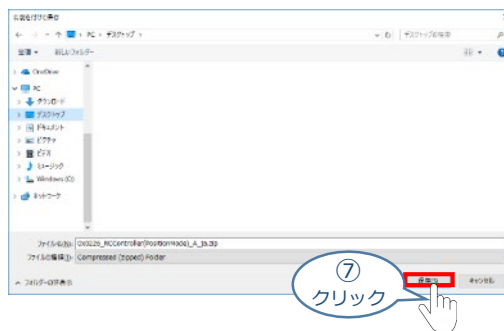 名前を付けて保存
PC › デスクトップ ›
デスクトップの検索
整理 ▾ 新しいフォルダー
OneDrive
PC
ダウンロード
デスクトップ
ドキュメント
ピクチャ
ビデオ
ミュージック
Windows (C:)
ネットワーク
ファイル名(N): 0x0226_RCController(PositionMode)_A_ja.zip
ファイルの種類(T): Compressed (zipped) Folder
フォルダーの非表示
保存(S)
キャンセル
⑦
クリック